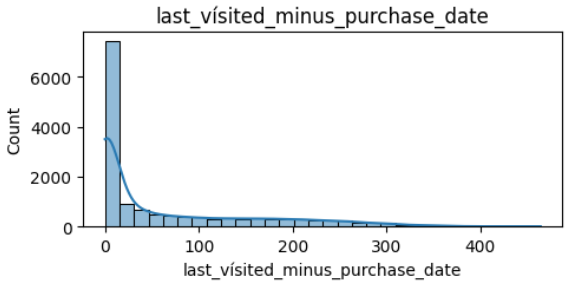 last_vísited_minus_purchase_date
6000
4000
2000
0
Count
0 100 200 300 400
last_vísited_minus_purchase_date